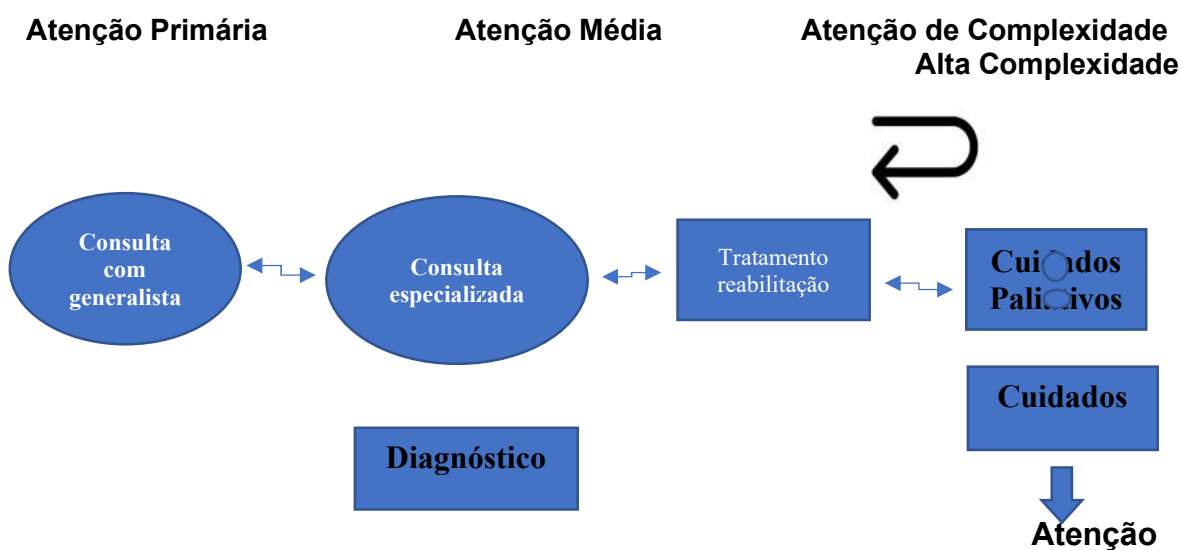 Atenção Primária
Atenção Média
Atenção de Complexidade
Alta Complexidade
Consulta
com
generalista
Consulta
especializada
Tratamento
reabilitação
Cuidados
Paliativos
Cuidados
Diagnóstico
Atenção